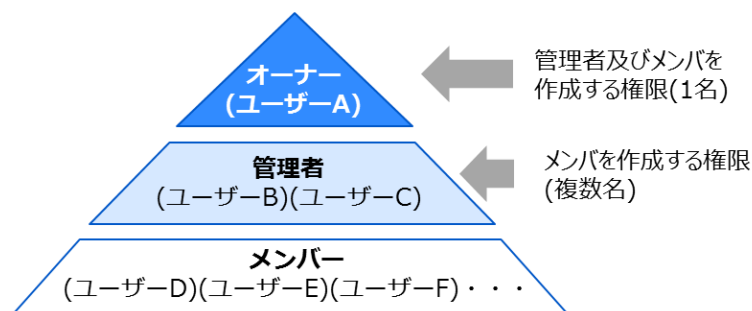 オーナー
(ユーザーA)
管理者及びメンバを
作成する権限(1名)
管理者
(ユーザーB)(ユーザーC)
メンバを作成する権限
(複数名)
メンバー
(ユーザーD)(ユーザーE)(ユーザーF)・・・